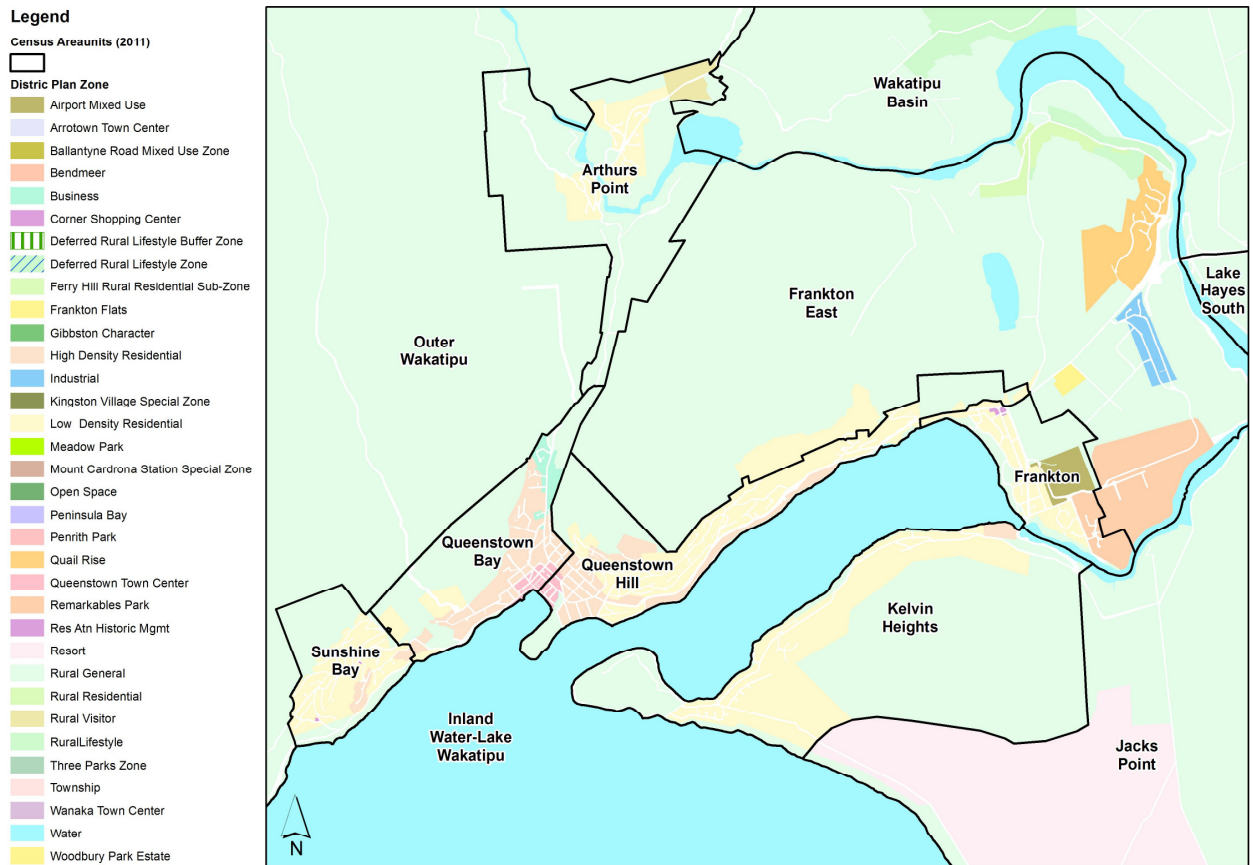 Legend
Census Areaunits (2011)
Distric Plan Zone
Airport Mixed Use
Arrotown Town Center
Ballantyne Road Mixed Use Zone
Bendmeer
Business
Corner Shopping Center
Deferred Rural Lifestyle Buffer Zone
Deferred Rural Lifestyle Zone
Ferry Hill Rural Residential Sub-Zone
Frankton Flats
Gibbston Character
High Density Residential
Industrial
Kingston Village Special Zone
Low Density Residential
Meadow Park
Mount Cardrona Station Special Zone
Open Space
Peninsula Bay
Penrith Park
Quail Rise
Queenstown Town Center
Remarkables Park
Res Atn Historic Mgmt
Resort
Rural General
Rural Residential
Rural Visitor
RuralLifestyle
Three Parks Zone
Township
Wanaka Town Center
Water
Woodbury Park Estate
Wakatipu
Basin
Arthurs
Point
Lake
Hayes
South
Frankton
East
Outer
Wakatipu
Frankton
Queenstown
Bay
Queenstown
Hill
Kelvin
Heights
Sunshine
Bay
Inland
Water-Lake
Wakatipu
Jacks
Point
N